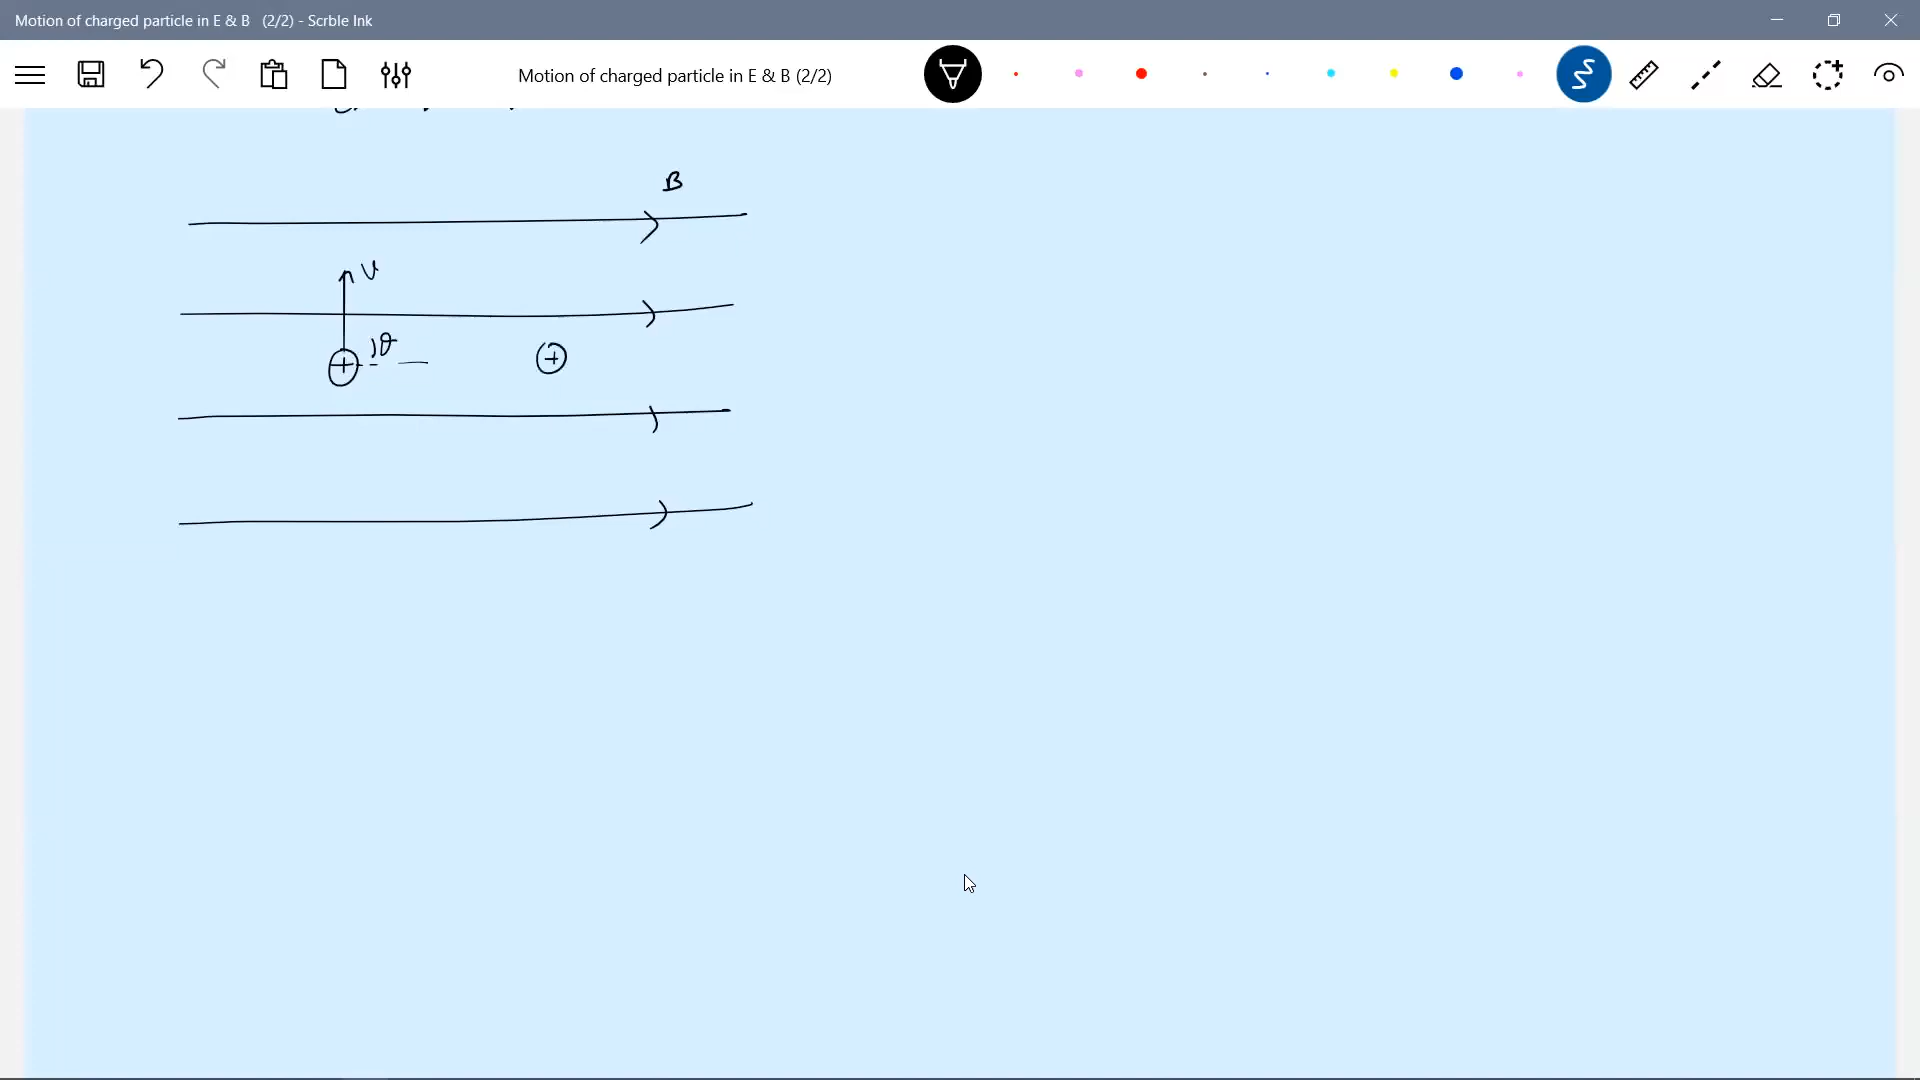 Motion of charged particle in E & B (2/2) - Scrble Ink
Motion of charged particle in E & B (2/2)
B
v
θ